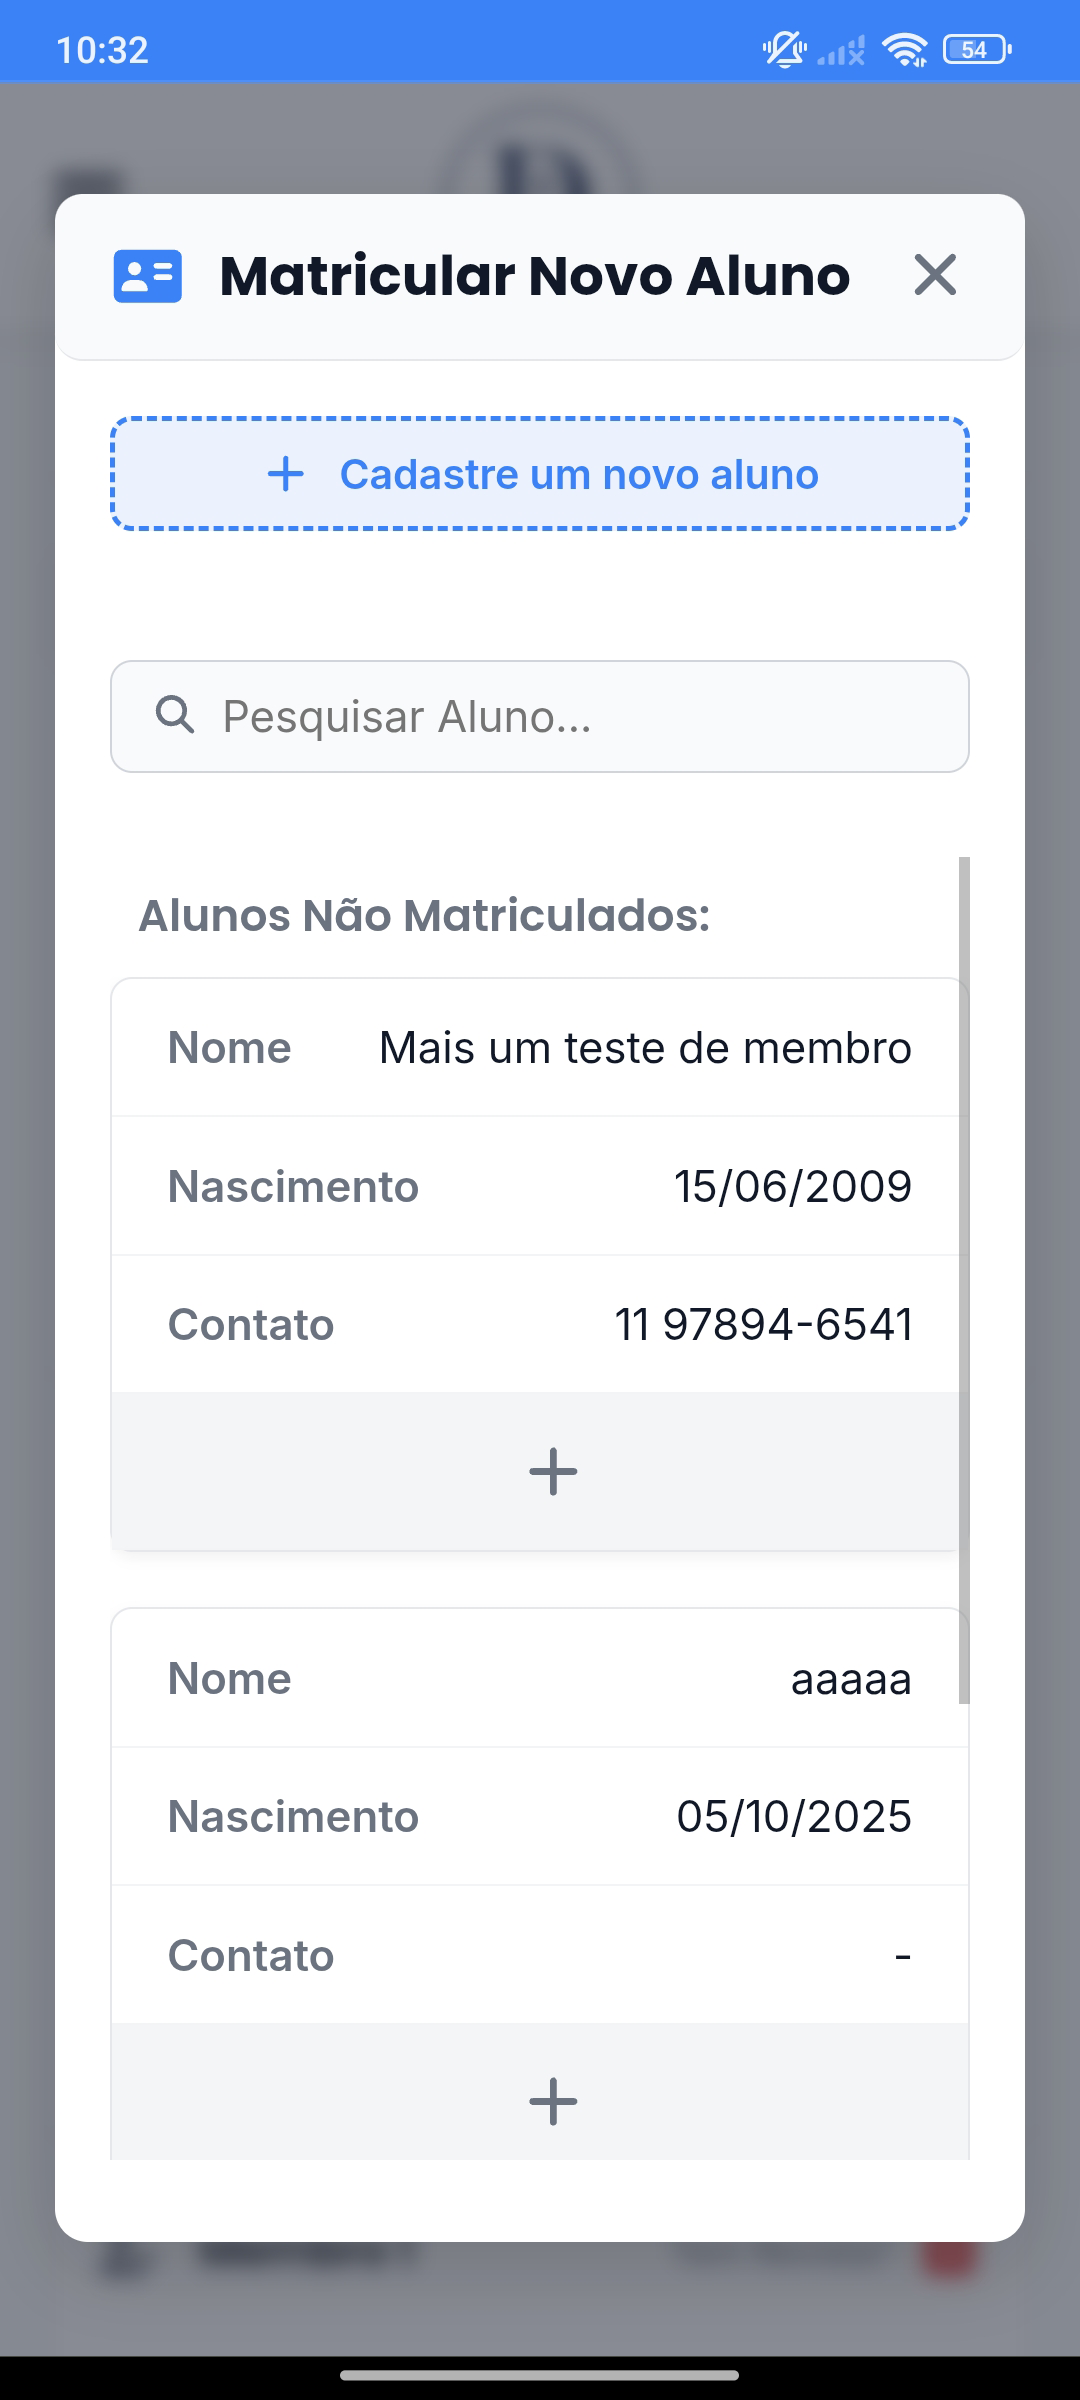 10:32
54
Matricular Novo Aluno
Cadastre um novo aluno
Pesquisar Aluno...
Alunos Não Matriculados:
Nome Mais um teste de membro
Nascimento 15/06/2009
Contato 11 97894-6541
Nome aaaaa
Nascimento 05/10/2025
Contato -